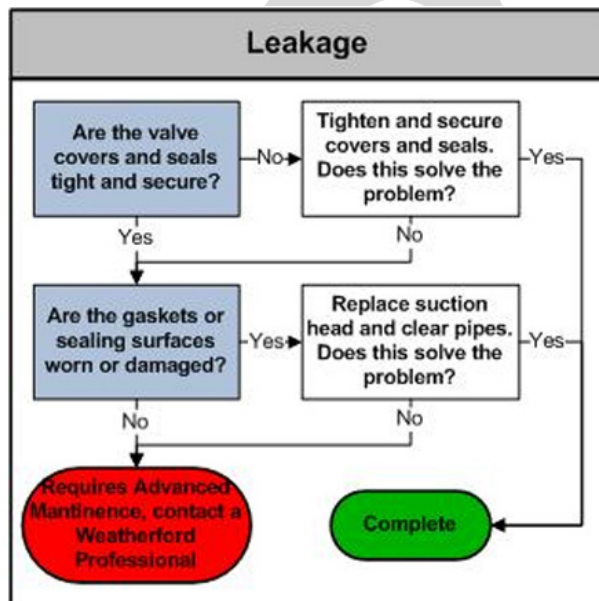 Leakage
Are the valve
covers and seals
tight and secure?
No
Tighten and secure
covers and seals.
Does this solve the
problem?
Yes
Yes
No
Are the gaskets or
sealing surfaces
worn or damaged?
Yes
Replace suction
head and clear pipes.
Does this solve the
problem?
Yes
No
No
Requires Advanced
Mantinence, contact a
Weatherford
Professional
Complete